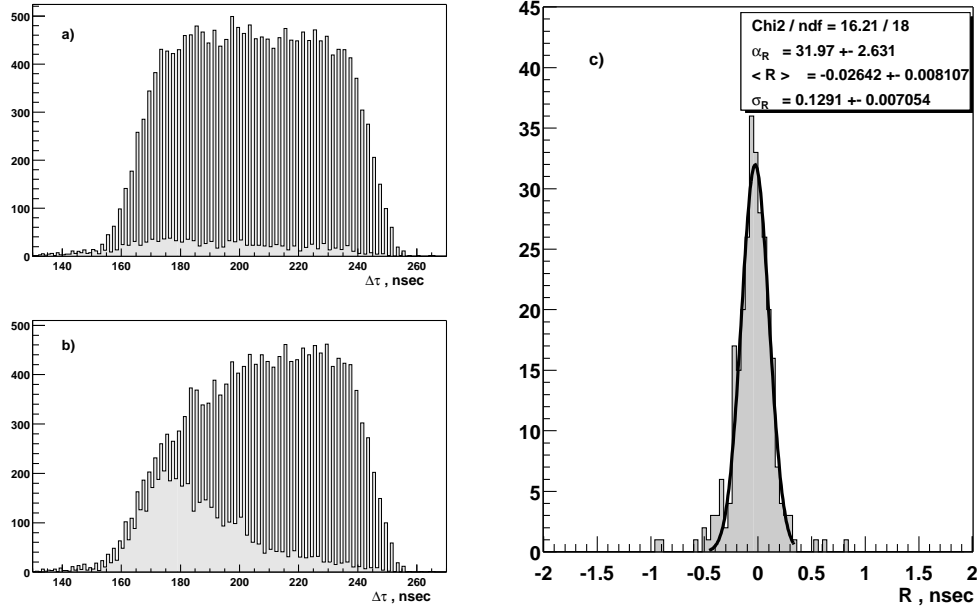 a)
500
400
300
200
100
0
140 160 180 200 220 240 260
Δτ , nsec
b)
500
400
300
200
100
0
140 160 180 200 220 240 260
Δτ , nsec
c)
Chi2 / ndf = 16.21 / 18
α_R = 31.97 +- 2.631
< R > = -0.02642 +- 0.008107
σ_R = 0.1291 +- 0.007054
45
40
35
30
25
20
15
10
5
0
-2 -1.5 -1 -0.5 0 0.5 1 1.5 2
R , nsec